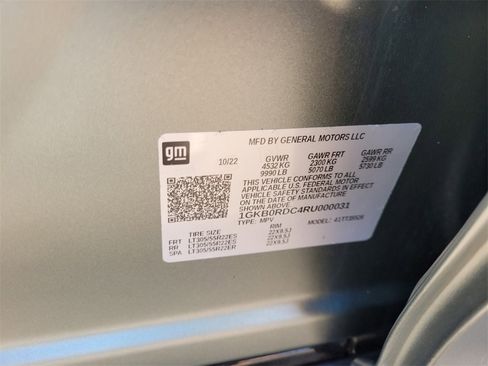 MFD BY GENERAL MOTORS LLC
gm
10/22 GVWR GAWR FRT GAWR RR
4532 KG 2300 KG 2599 KG
9990 LB 5070 LB 5730 LB
THIS VEHICLE CONFORMS TO ALL
APPLICABLE U.S. FEDERAL MOTOR
VEHICLE SAFETY STANDARDS IN
EFFECT ON THE DATE OF
MANUFACTURE SHOWN ABOVE.
1GKB0RDC4RU000031
TYPE: MPV MODEL:
TIRE SIZE RIM
FRT LT305/55R22ES 22X9.5J
RR LT305/55R22ES 22X9.5J
SPA LT305/55R22ER 22X9.5J